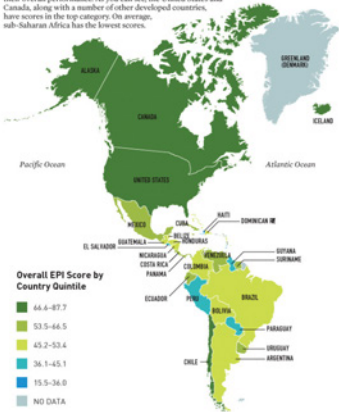 Canada, along with a number of other developed countries,
have scores in the top category. On average,
sub-Saharan Africa has the lowest scores.
GREENLAND
(DENMARK)
ALASKA
ICELAND
CANADA
Pacific Ocean
Atlantic Ocean
UNITED STATES
MEXICO
CUBA
HAITI
DOMINICAN RE
BELIZE
GUATEMALA
HONDURAS
EL SALVADOR
NICARAGUA
COSTA RICA
PANAMA
VENEZUELA
GUYANA
SURINAME
COLOMBIA
ECUADOR
PERU
BRAZIL
BOLIVIA
PARAGUAY
URUGUAY
ARGENTINA
CHILE
Overall EPI Score by
Country Quintile
66.6-87.7
53.5-66.5
45.2-53.4
36.1-45.1
15.5-36.0
NO DATA